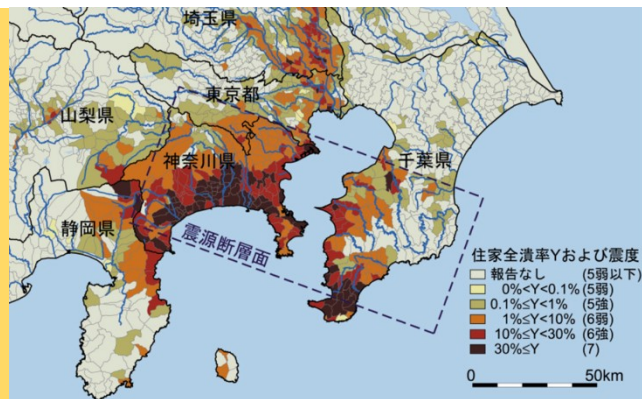 埼玉県
東京都
山梨県
神奈川県
千葉県
静岡県
震源断層面
住家全潰率Yおよび震度
報告なし (5弱以下)
0%<Y<0.1% (5弱)
0.1%≤Y<1% (5強)
1%≤Y<10% (6弱)
10%≤Y<30% (6強)
30%≤Y (7)
0 50km